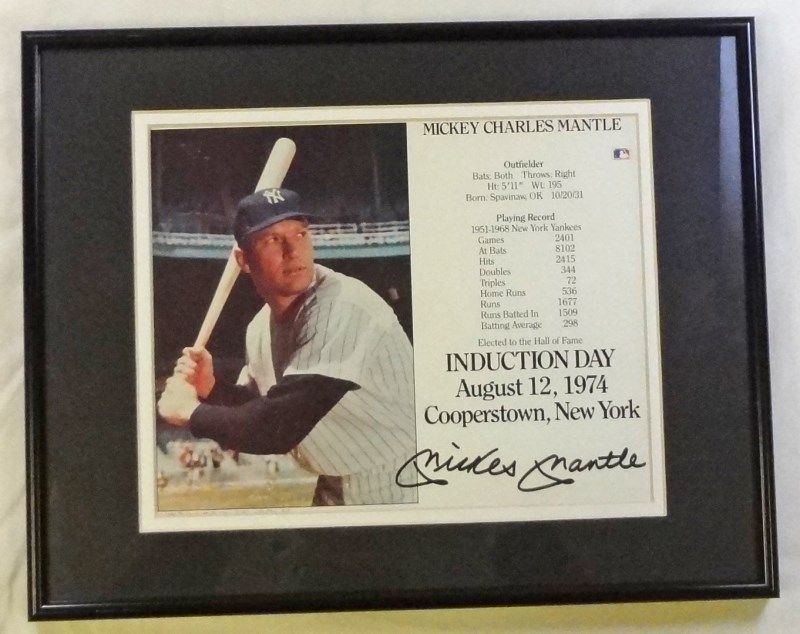 MICKEY CHARLES MANTLE
Outfielder
Bats: Both Throws: Right
Ht: 5'11" Wt: 195
Born: Spavinaw, OK 10/20/31
Playing Record
1951-1968 New York Yankees
Games 2401
At Bats 8102
Hits 2415
Doubles 344
Triples 72
Home Runs 536
Runs 1677
Runs Batted In 1509
Batting Average 298
Elected to the Hall of Fame
INDUCTION DAY
August 12, 1974
Cooperstown, New York
Mickey Mantle
NY